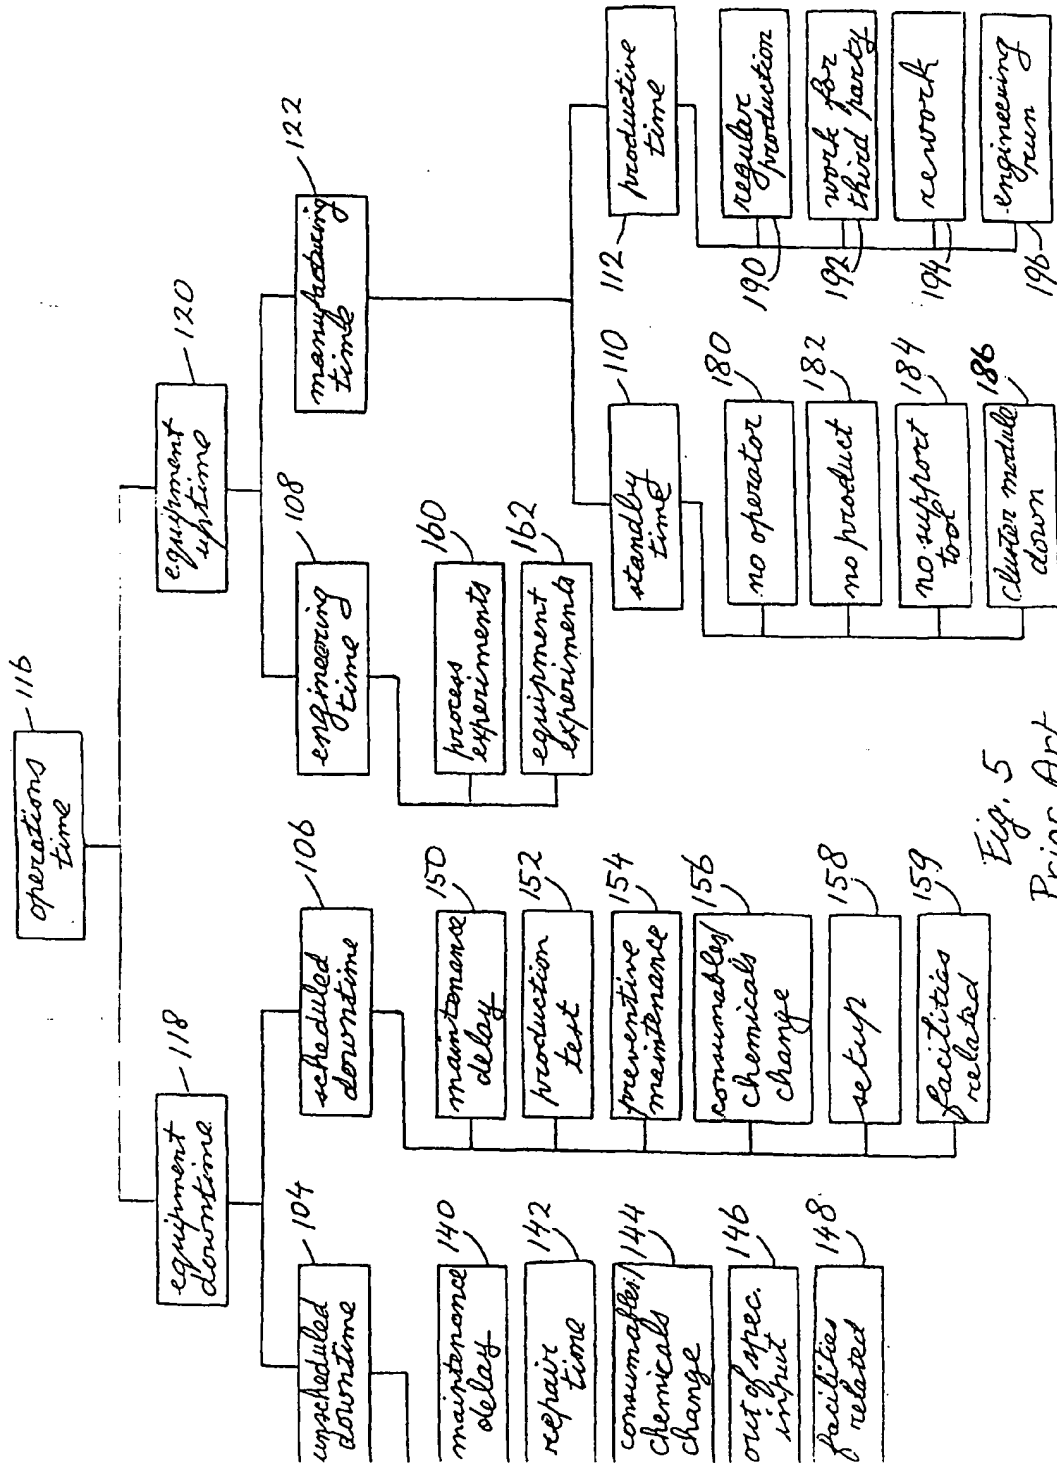 operations
time
116
equipment
downtime
118
equipment
uptime
120
unscheduled
downtime
104
scheduled
downtime
106
engineering
time
108
manufacturing
time
122
maintenance
delay
140
repair
time
142
consumables/
chemicals
change
144
out of spec.
input
146
facilities
related
148
maintenance
delay
150
production
test
152
preventive
maintenance
154
consumables/
chemicals
change
156
setup
158
facilities
related
159
process
experiments
160
equipment
experiments
162
standby
time
110
productive
time
112
no operator
180
no product
182
no support
tool
184
cluster module
down
186
regular
production
190
work for
third party
192
rework
194
engineering
run
196
Fig. 5
Prior Art